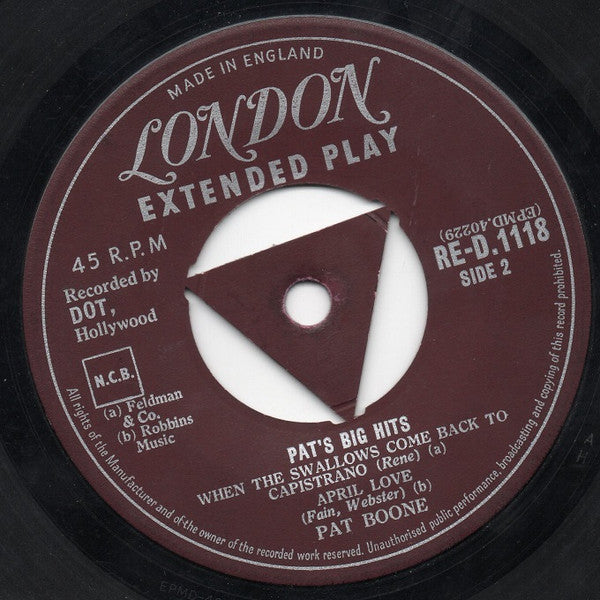 MADE IN ENGLAND
LONDON
EXTENDED PLAY
45 R.P.M
Recorded by
DOT,
Hollywood
N.C.B.
(a) Feldman
& Co.
(b) Robbins
Music
(EPMD.40229)
RE-D.1118
SIDE 2
PAT'S BIG HITS
WHEN THE SWALLOWS COME BACK TO
CAPISTRANO (Rene) (a)
APRIL LOVE
(Fain, Webster) (b)
PAT BOONE
All rights of the Manufacturer and of the owner of the recorded work reserved. Unauthorised public performance, broadcasting and copying of this record prohibited.